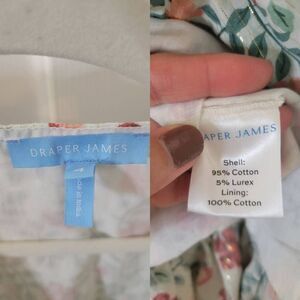 DRAPER JAMES
APER JAMES
Shell:
95% Cotton
5% Lurex
Lining:
100% Cotton